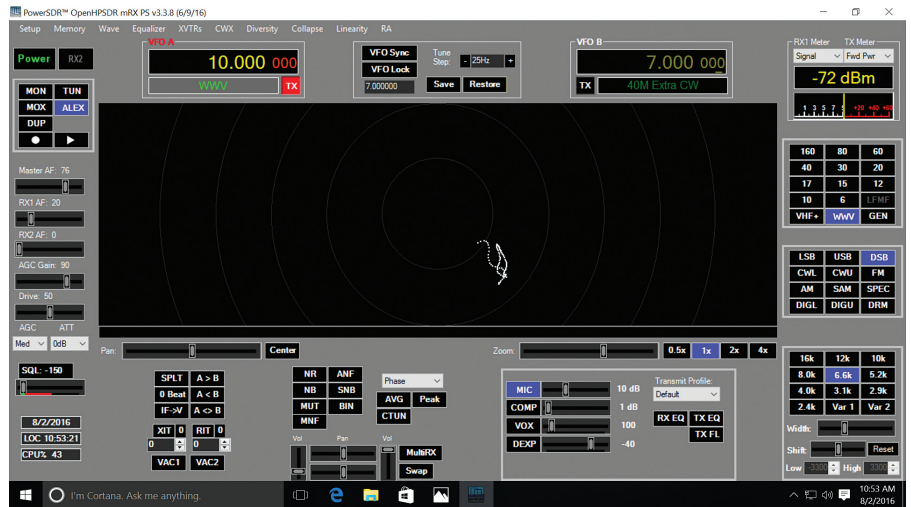 PowerSDR™ OpenHPSDR mRX PS v3.3.8 (6/9/16)
Setup Memory Wave Equalizer XVTRs CWX Diversity Collapse Linearity RA
Power RX2
VFO A
10.000 000
WWV TX
VFO Sync
VFO Lock
7.000000
Tune
Step: - 25Hz +
Save Restore
VFO B
7.000 000
TX 40M Extra CW
RX1 Meter TX Meter
Signal Fwd Pwr
-72 dBm
1 3 5 7 9 +20 +40 +60
MON TUN
MOX ALEX
DUP
Master AF: 76
RX1 AF: 20
RX2 AF: 0
AGC Gain: 90
Drive: 50
AGC ATT
Med 0dB
SQL: -150
8/2/2016
LOC 10:53:21
CPU% 43
160 80 60
40 30 20
17 15 12
10 6 LFMF
VHF+ WWV GEN
LSB USB DSB
CWL CWU FM
AM SAM SPEC
DIGL DIGU DRM
Pan: Center
Zoom: 0.5x 1x 2x 4x
SPLT A > B
0 Beat A < B
IF->V A <> B
XIT 0 RIT 0
0 0
VAC1 VAC2
NR ANF
NB SNB
MUT BIN
MNF
Phase
AVG Peak
CTUN
Vol Pan Vol
MultiRX
Swap
MIC 10 dB
COMP 1 dB
VOX 100
DEXP -40
Transmit Profile:
Default
RX EQ TX EQ
TX FL
16k 12k 10k
8.0k 6.6k 5.2k
4.0k 3.1k 2.9k
2.4k Var 1 Var 2
Width:
Shift: Reset
Low -3300 High 3300
I'm Cortana. Ask me anything.
10:53 AM
8/2/2016